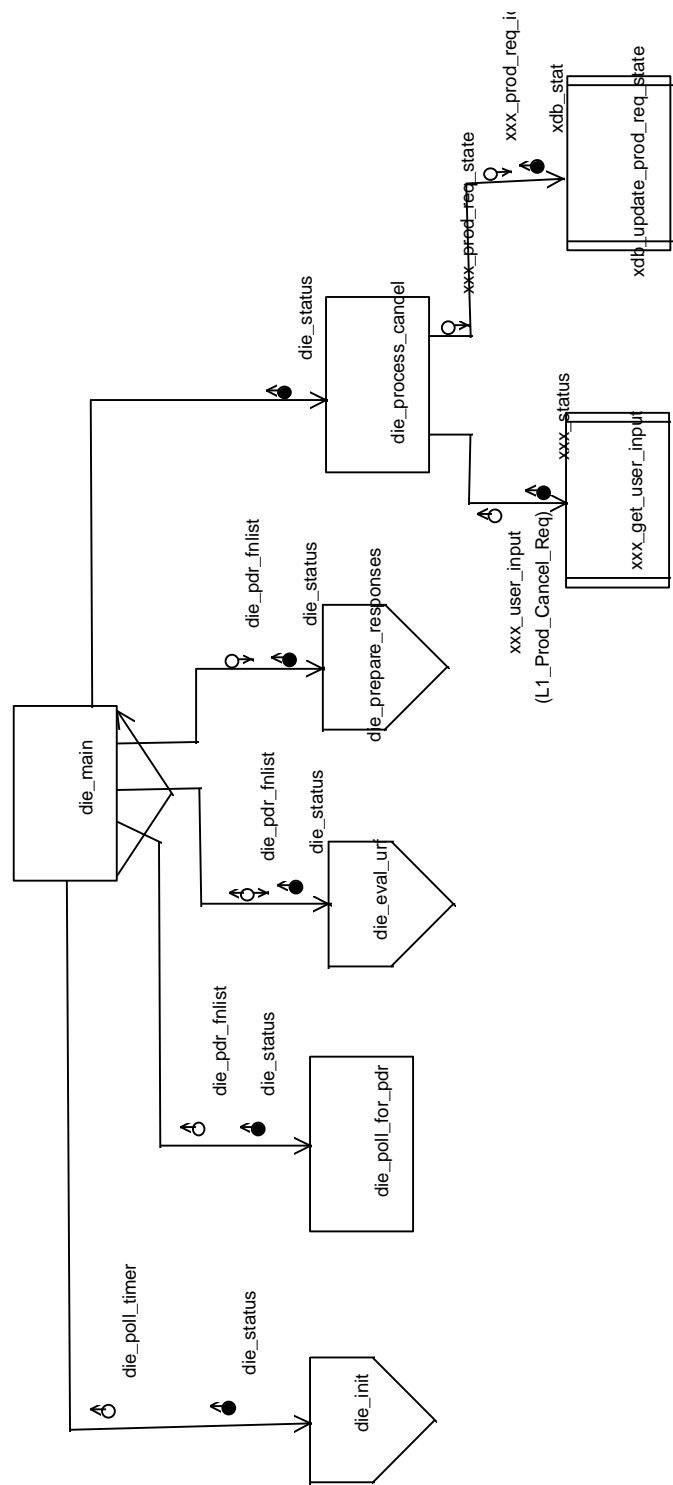 die_main
die_poll_timer
die_status
die_pdr_fnlist
die_status
die_pdr_fnlist
die_status
die_pdr_fnlist
die_status
die_status
die_init
die_poll_for_pdr
die_eval_urf
die_prepare_responses
die_process_cancel
xxx_prod_req_state
xxx_user_input
(L1_Prod_Cancel_Req)
xxx_status
xdb_stat
xxx_get_user_input
xdb_update_prod_req_state